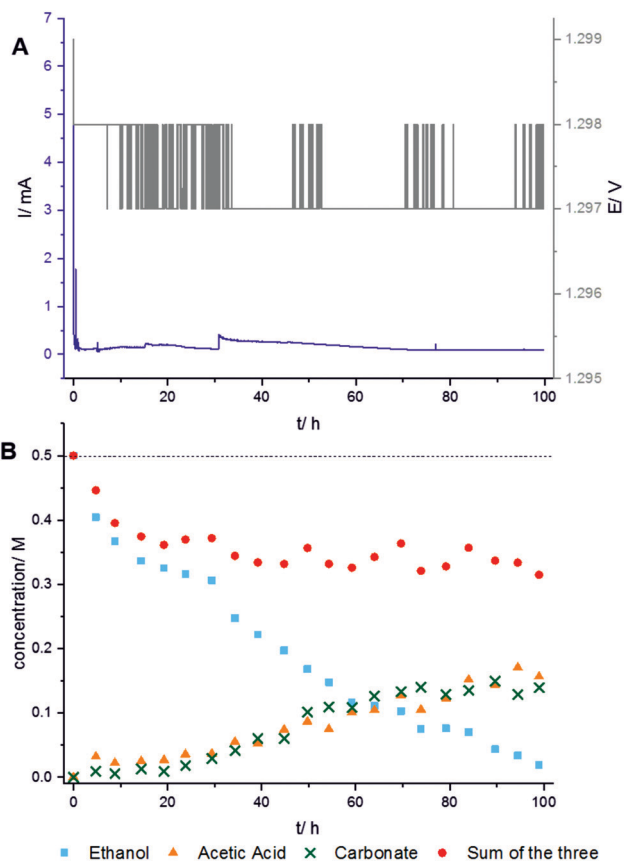 A
7
6
5
4
3
2
1
0
I/ mA
1.299
1.298
1.297
1.296
1.295
E/ V
0 20 40 60 80 100
t/ h
B
0.5
0.4
0.3
0.2
0.1
0.0
concentration/ M
0 20 40 60 80 100
t/ h
Ethanol Acetic Acid Carbonate Sum of the three